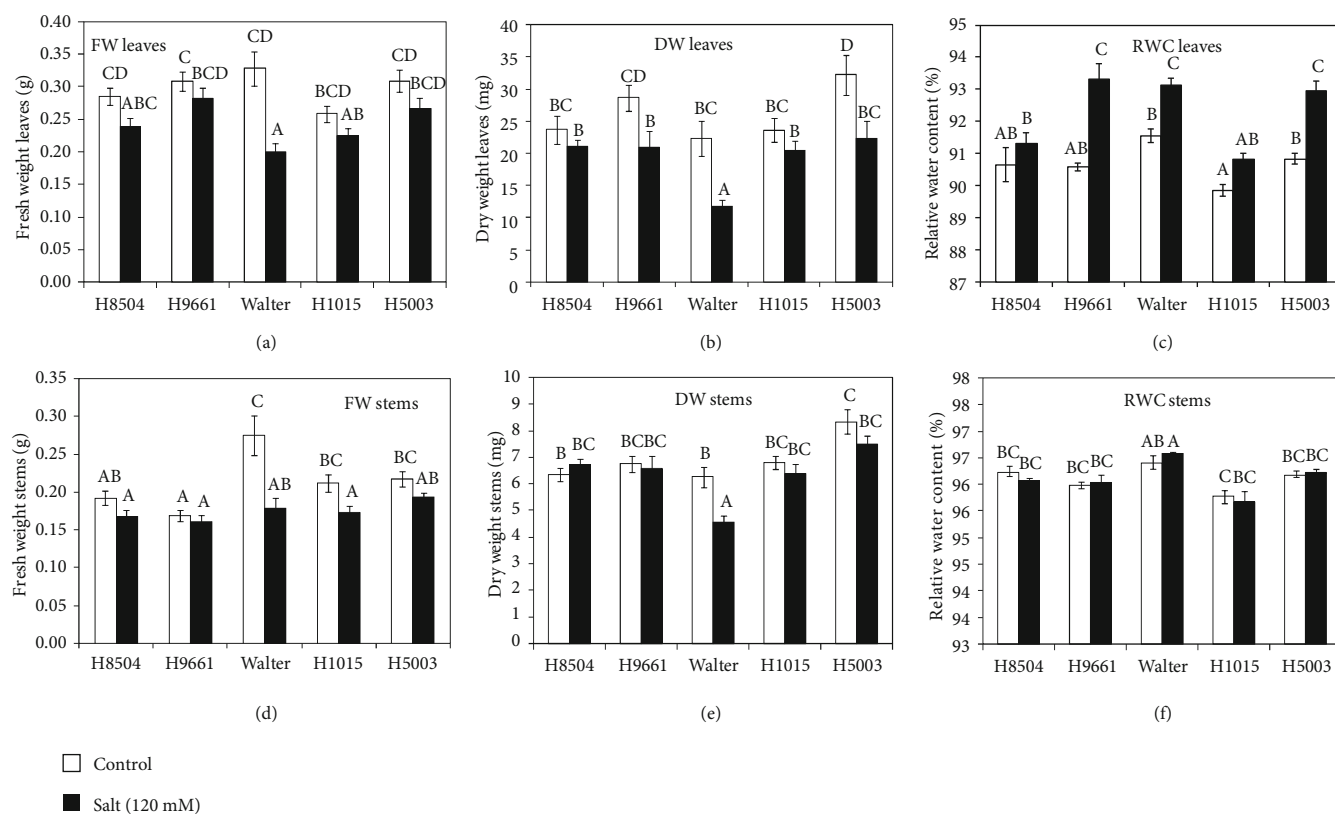 FW leaves
Fresh weight leaves (g)
0.40
0.35
0.30
0.25
0.20
0.15
0.10
0.05
0.00
CD
ABC
C
BCD
CD
A
BCD
AB
CD
BCD
H8504 H9661 Walter H1015 H5003
(a)
DW leaves
Dry weight leaves (mg)
40
35
30
25
20
15
10
5
0
BC
B
CD
B
BC
A
BC
B
D
BC
H8504 H9661 Walter H1015 H5003
(b)
RWC leaves
Relative water content (%)
95
94
93
92
91
90
89
88
87
AB
B
AB
C
B
C
A
AB
B
C
H8504 H9661 Walter H1015 H5003
(c)
FW stems
Fresh weight stems (g)
0.35
0.30
0.25
0.20
0.15
0.10
0.05
0.00
AB
A
A
A
C
AB
BC
A
BC
AB
H8504 H9661 Walter H1015 H5003
(d)
DW stems
Dry weight stems (mg)
10
9
8
7
6
5
4
3
2
1
0
B
BC
BC
BC
B
A
BC
BC
C
BC
H8504 H9661 Walter H1015 H5003
(e)
RWC stems
Relative water content (%)
98
97
97
96
96
95
95
94
94
93
BC
BC
BC
BC
AB
A
C
BC
BC
BC
H8504 H9661 Walter H1015 H5003
(f)
Control
Salt (120 mM)